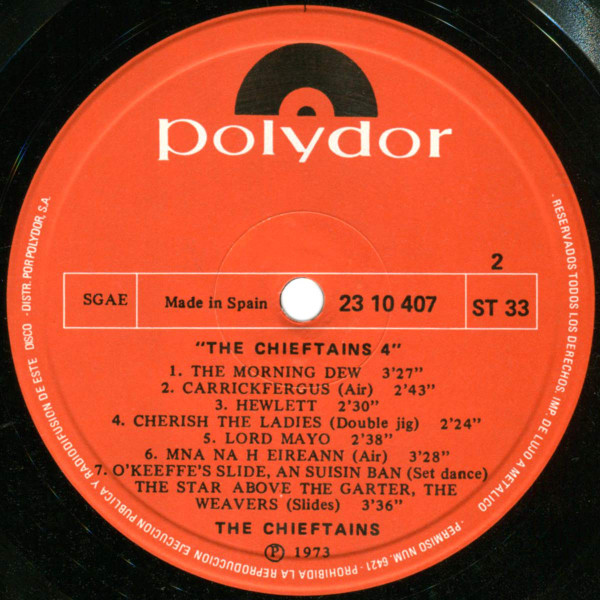 polydor
2
SGAE
Made in Spain
23 10 407
ST 33
"THE CHIEFTAINS 4"
1. THE MORNING DEW 3'27"
2. CARRICKFERGUS (Air) 2'43"
3. HEWLETT 2'30"
4. CHERISH THE LADIES (Double jig) 2'24"
5. LORD MAYO 2'38"
6. MNA NA H EIREANN (Air) 3'28"
7. O'KEEFFE'S SLIDE, AN SUISIN BAN (Set dance)
THE STAR ABOVE THE GARTER, THE
WEAVERS (Slides) 3'36"
THE CHIEFTAINS
Ⓟ 1973
- RESERVADOS TODOS LOS DERECHOS. IMP. DE LUJO A METALICO
- PERMISO NUM. 6421 - PROHIBIDA LA REPRODUCCION EJECUCION PUBLICA Y RADIODIFUSION DE ESTE DISCO - DISTR. POR POLYDOR, S.A.